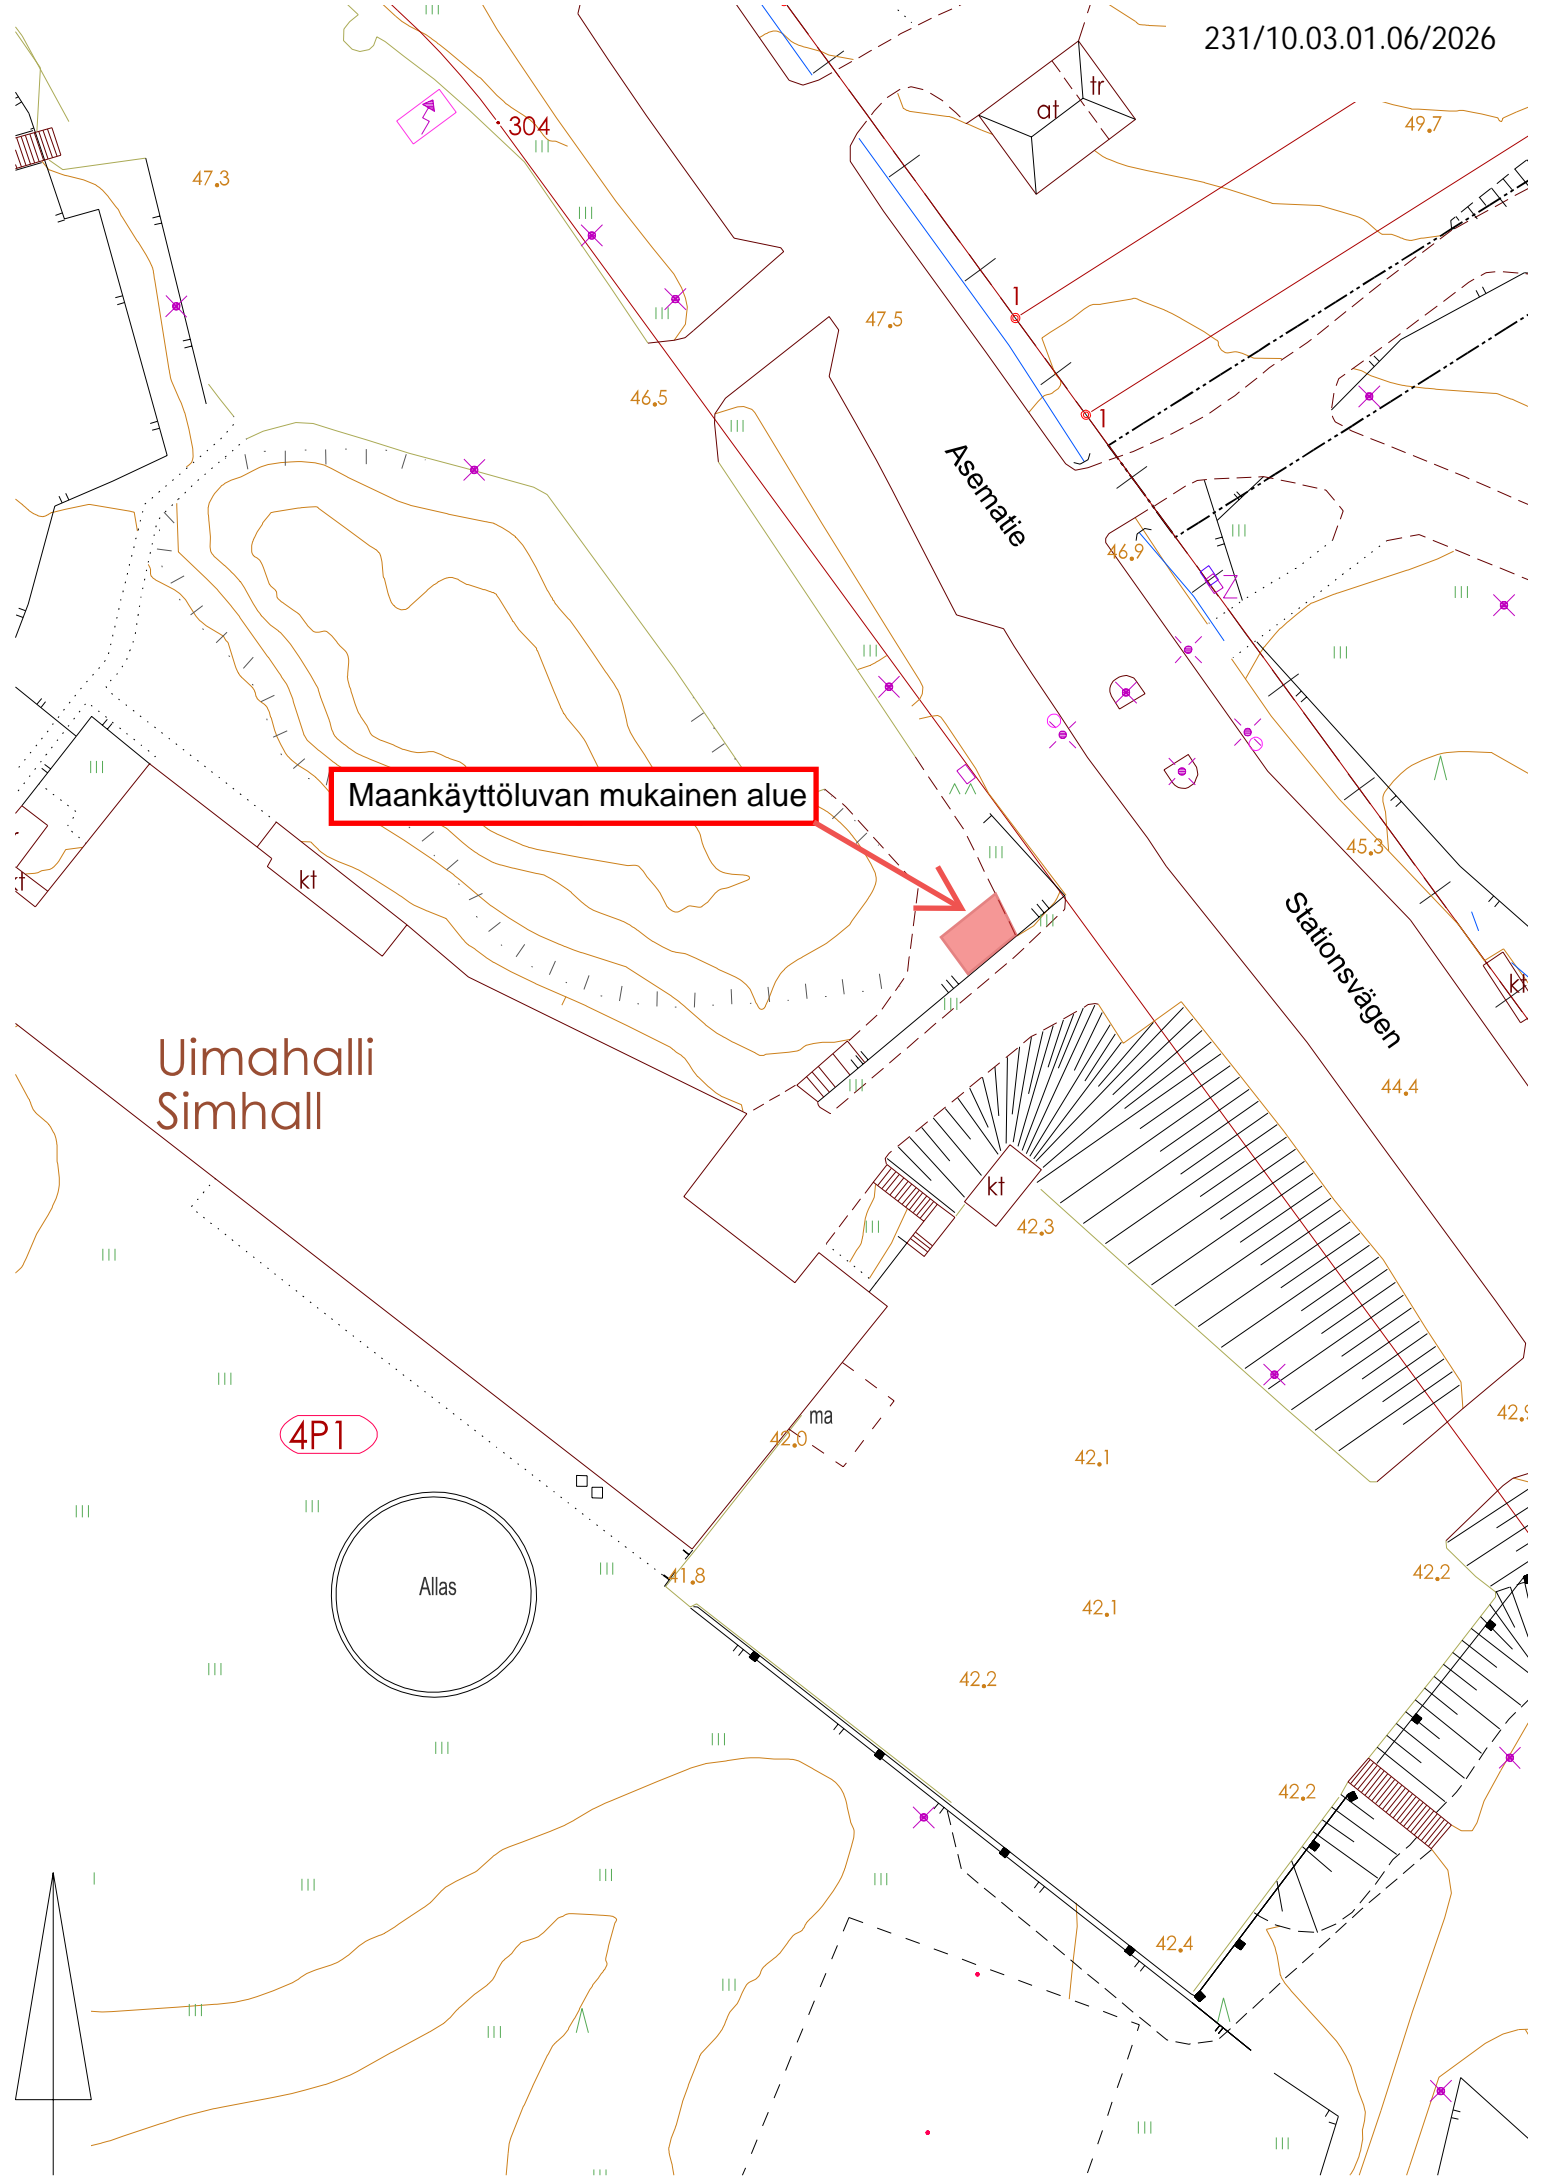 231/10.03.01.06/2026
tr
at
304
49.7
47.3
1
47.5
46.5
1
Asematie
46.9
Maankäyttöluvan mukainen alue
45.3
kt
Stationsvägen
kt
Uimahalli
Simhall
44.4
kt
42.3
ma
42.0
42.1
4P1
41.8
Allas
42.2
42.1
42.2
42.2
42.4